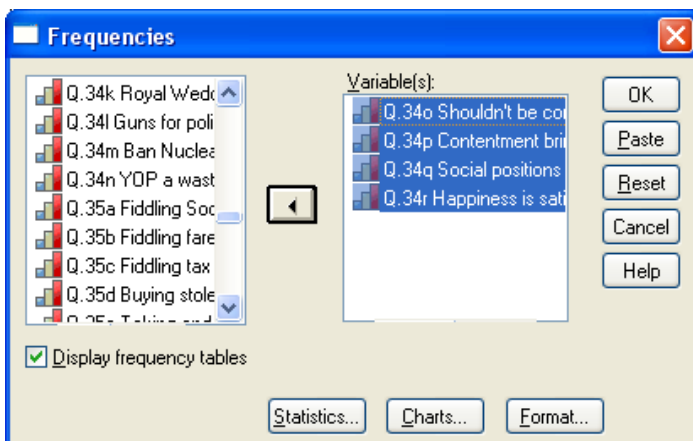 Frequencies
Q.34k Royal Wedd
Q.34l Guns for poli
Q.34m Ban Nuclea
Q.34n YOP a wast
Q.35a Fiddling Soc
Q.35b Fiddling fare
Q.35c Fiddling tax
Q.35d Buying stole
Variable(s):
Q.34o Shouldn't be co
Q.34p Contentment bri
Q.34q Social positions
Q.34r Happiness is sati
OK
Paste
Reset
Cancel
Help
Display frequency tables
Statistics...
Charts...
Format...